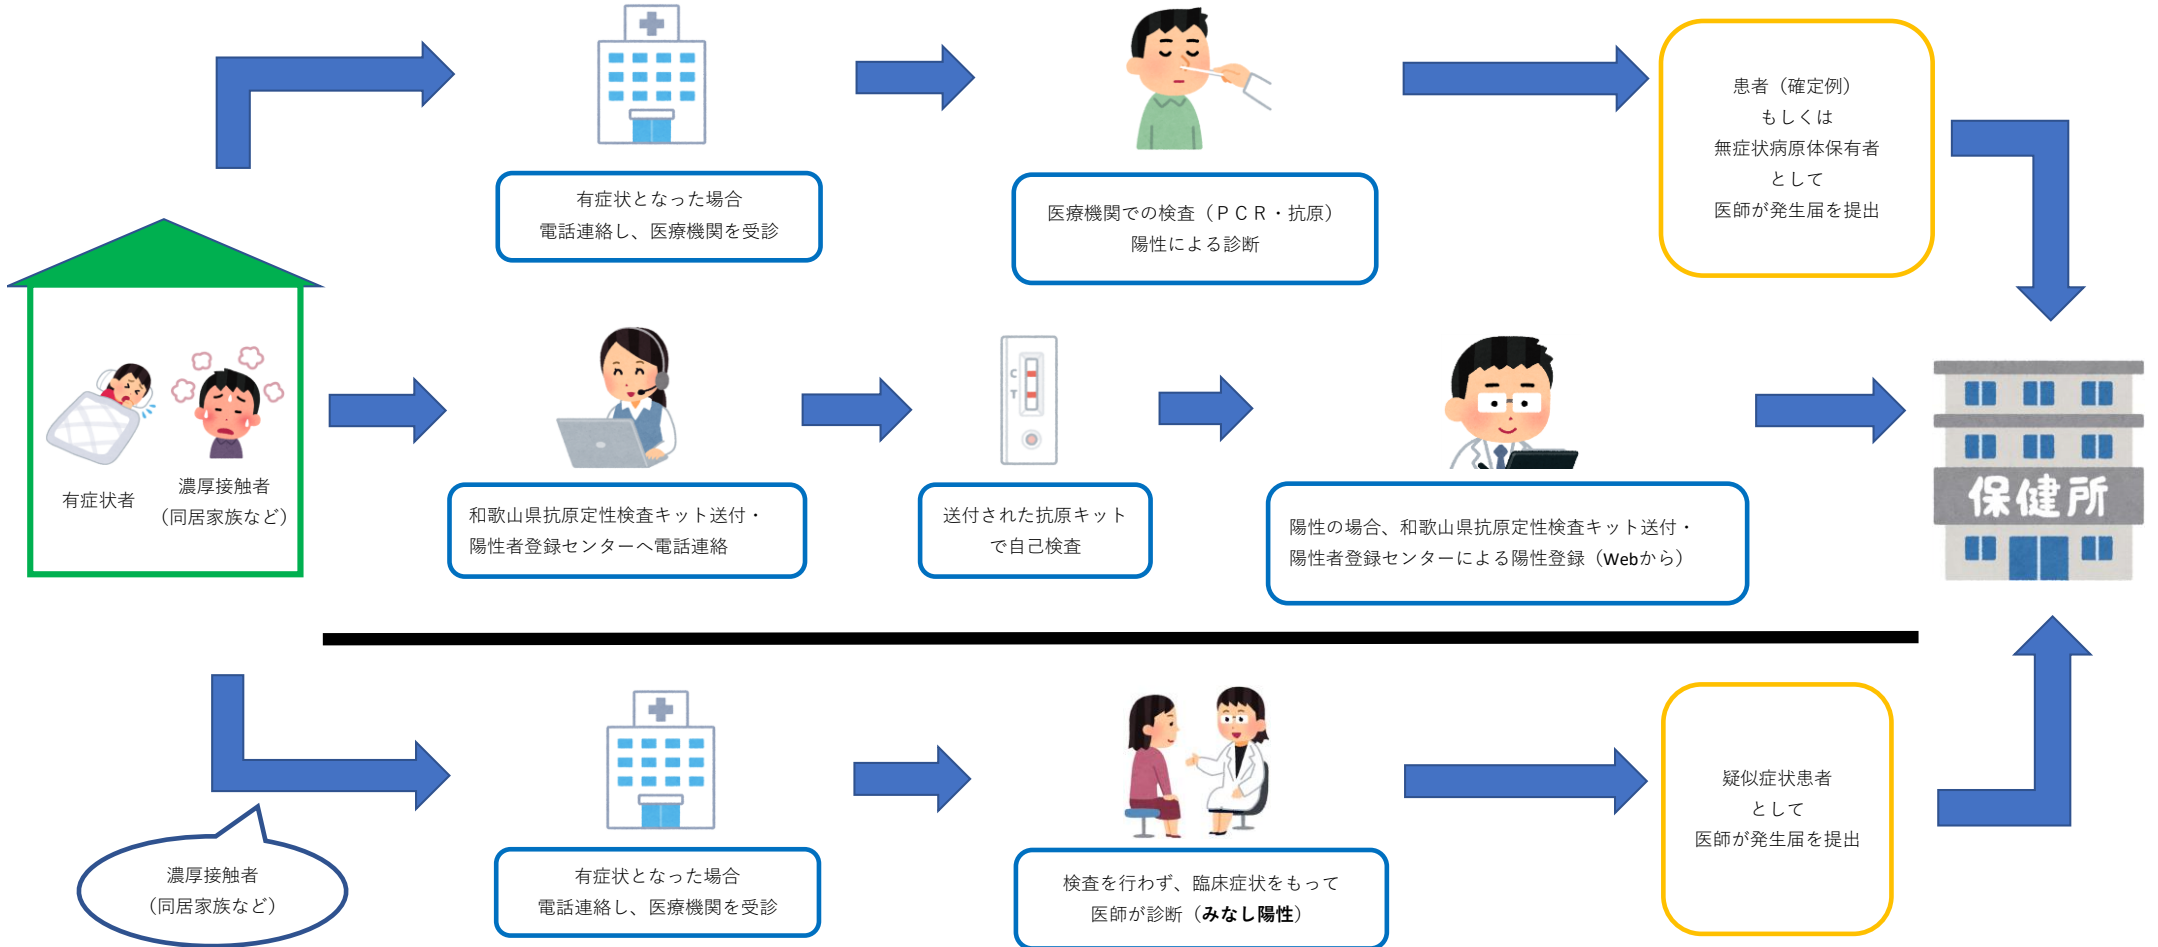 有症状となった場合
電話連絡し、医療機関を受診
医療機関での検査（ＰＣＲ・抗原）
陽性による診断
患者（確定例）
もしくは
無症状病原体保有者
として
医師が発生届を提出
有症状者
濃厚接触者
（同居家族など）
和歌山県抗原定性検査キット送付・
陽性者登録センターへ電話連絡
C
T
送付された抗原キット
で自己検査
陽性の場合、和歌山県抗原定性検査キット送付・
陽性者登録センターによる陽性登録（Webから）
保健所
濃厚接触者
（同居家族など）
有症状となった場合
電話連絡し、医療機関を受診
検査を行わず、臨床症状をもって
医師が診断（みなし陽性）
疑似症状患者
として
医師が発生届を提出